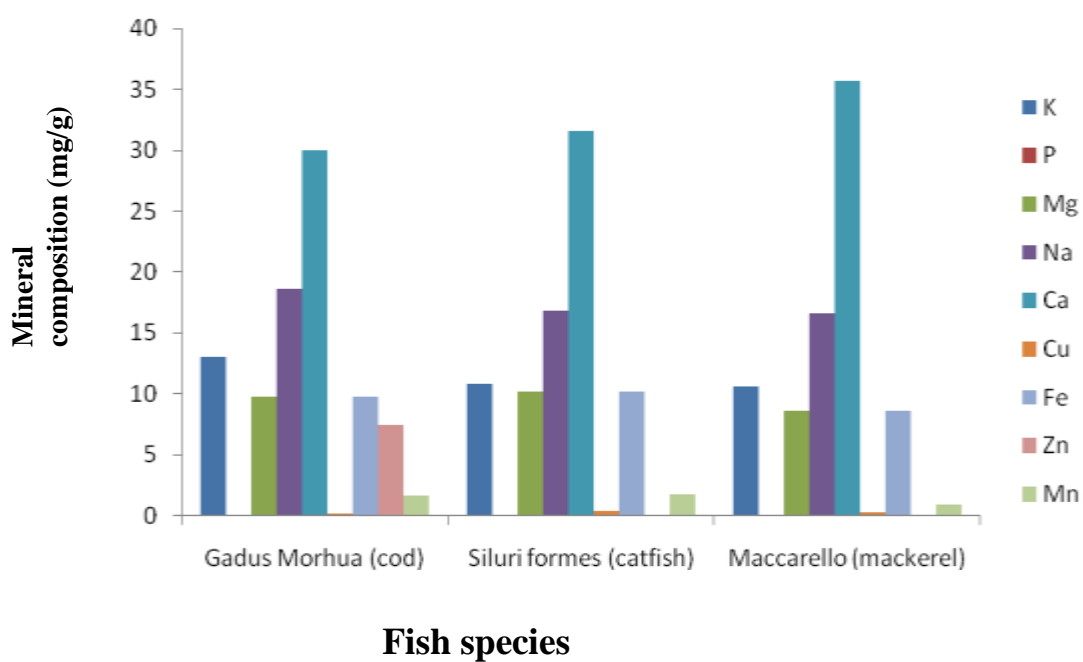 Mineral
composition (mg/g)
40
35
30
25
20
15
10
5
0
K
P
Mg
Na
Ca
Cu
Fe
Zn
Mn
Gadus Morhua (cod)
Siluri formes (catfish)
Maccarello (mackerel)
Fish species